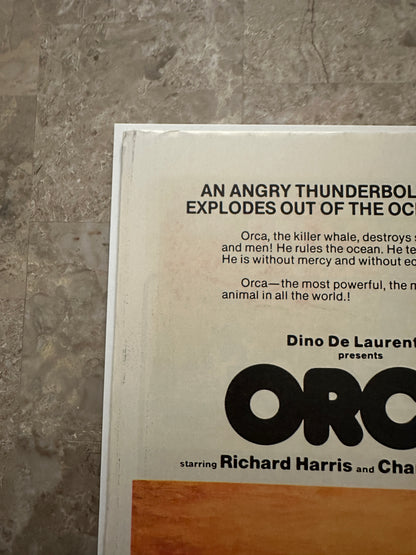 AN ANGRY THUNDERBOL
EXPLODES OUT OF THE OC
Orca, the killer whale, destroys
and men! He rules the ocean. He te
He is without mercy and without
Orca—the most powerful, the
animal in all the world.!
Dino De Laurent
presents
ORC
starring Richard Harris and Cha